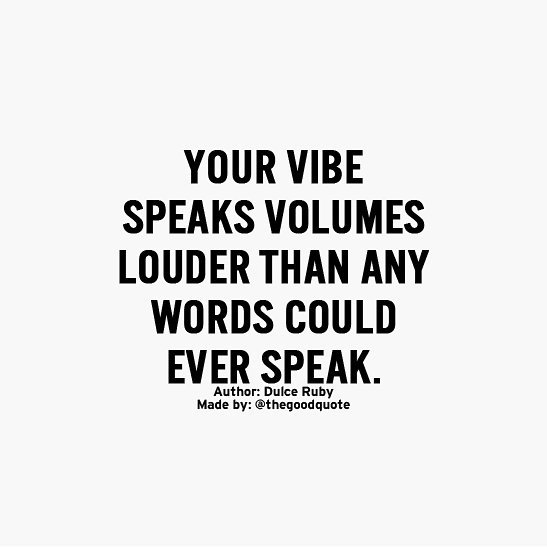 YOUR VIBE
SPEAKS VOLUMES
LOUDER THAN ANY
WORDS COULD
EVER SPEAK.
Author: Dulce Ruby
Made by: @thegoodquote